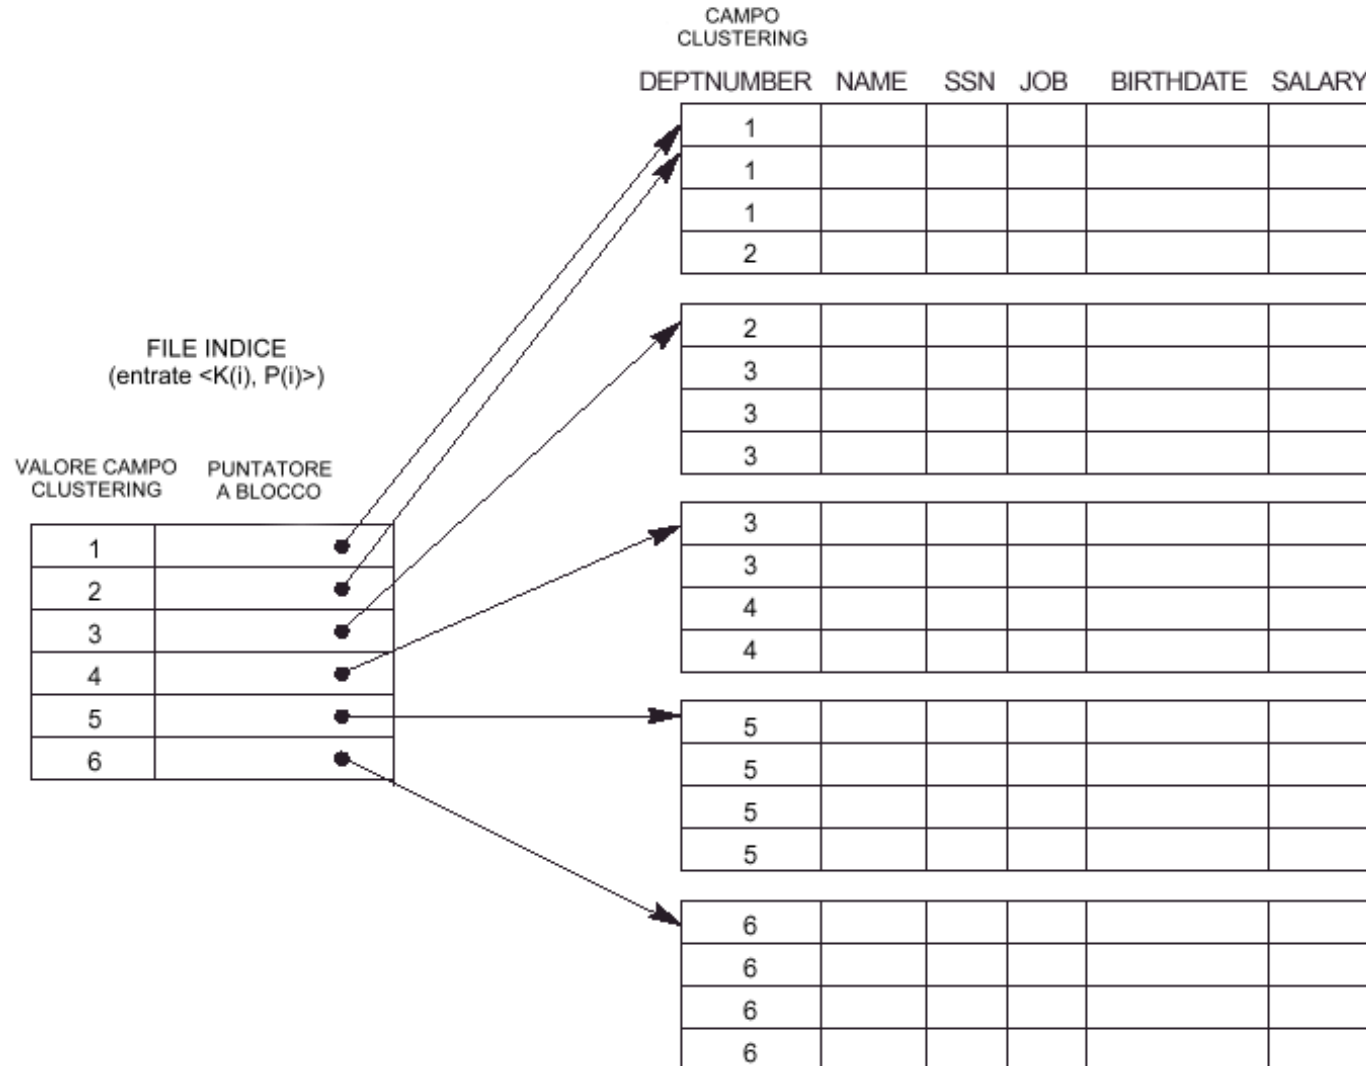 CAMPO
CLUSTERING
DEPTNUMBER NAME SSN JOB BIRTHDATE SALARY
1
1
1
2
2
3
3
3
3
3
4
4
5
5
5
5
6
6
6
6
FILE INDICE
(entrate <K(i), P(i)>)
VALORE CAMPO
CLUSTERING
PUNTATORE
A BLOCCO
1
2
3
4
5
6